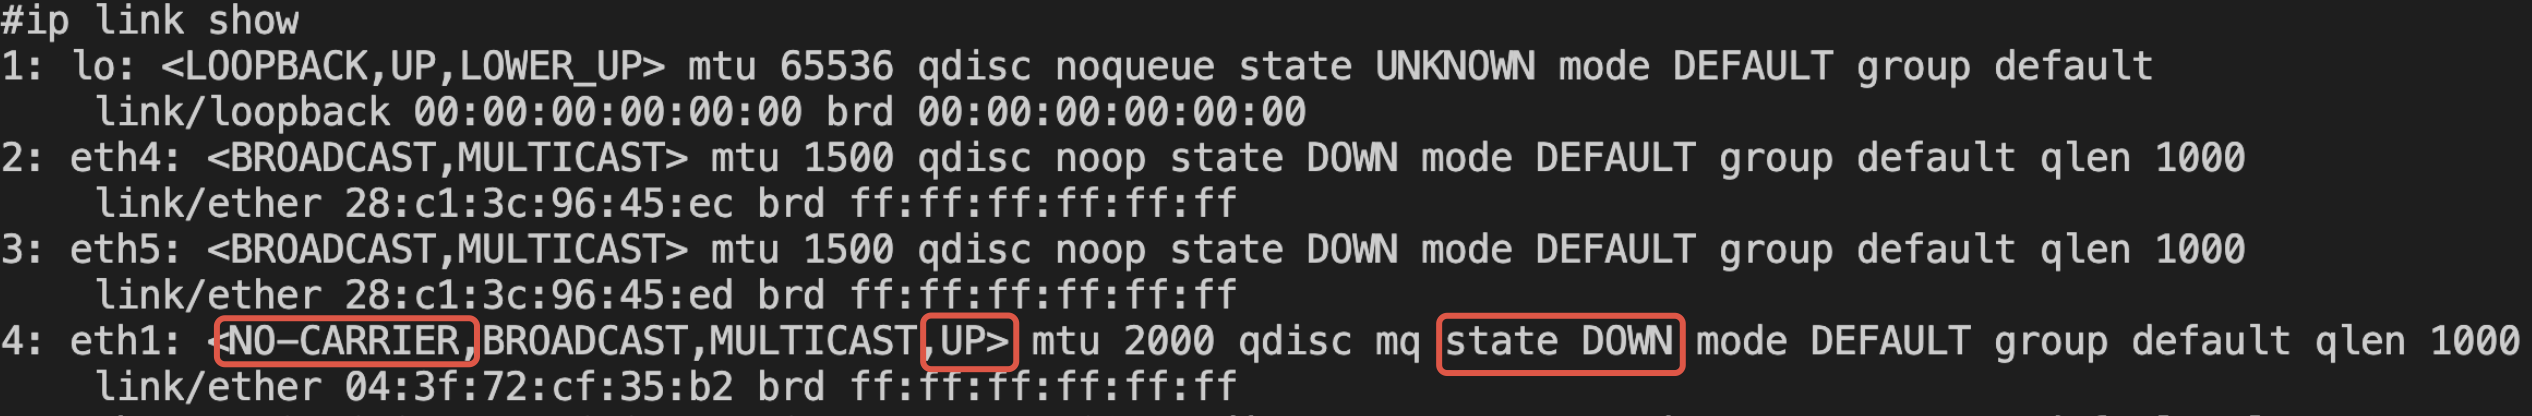 #ip link show
1: lo: <LOOPBACK,UP,LOWER_UP> mtu 65536 qdisc noqueue state UNKNOWN mode DEFAULT group default
link/loopback 00:00:00:00:00:00 brd 00:00:00:00:00:00
2: eth4: <BROADCAST,MULTICAST> mtu 1500 qdisc noop state DOWN mode DEFAULT group default qlen 1000
link/ether 28:c1:3c:96:45:ec brd ff:ff:ff:ff:ff:ff
3: eth5: <BROADCAST,MULTICAST> mtu 1500 qdisc noop state DOWN mode DEFAULT group default qlen 1000
link/ether 28:c1:3c:96:45:ed brd ff:ff:ff:ff:ff:ff
4: eth1: <NO-CARRIER,BROADCAST,MULTICAST,UP> mtu 2000 qdisc mq state DOWN mode DEFAULT group default qlen 1000
link/ether 04:3f:72:cf:35:b2 brd ff:ff:ff:ff:ff:ff